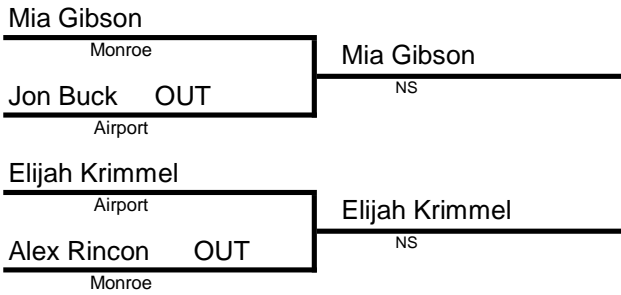 Mia Gibson
Monroe
Mia Gibson
NS
Jon Buck OUT
Airport
Elijah Krimmel
Airport
Elijah Krimmel
NS
Alex Rincon OUT
Monroe